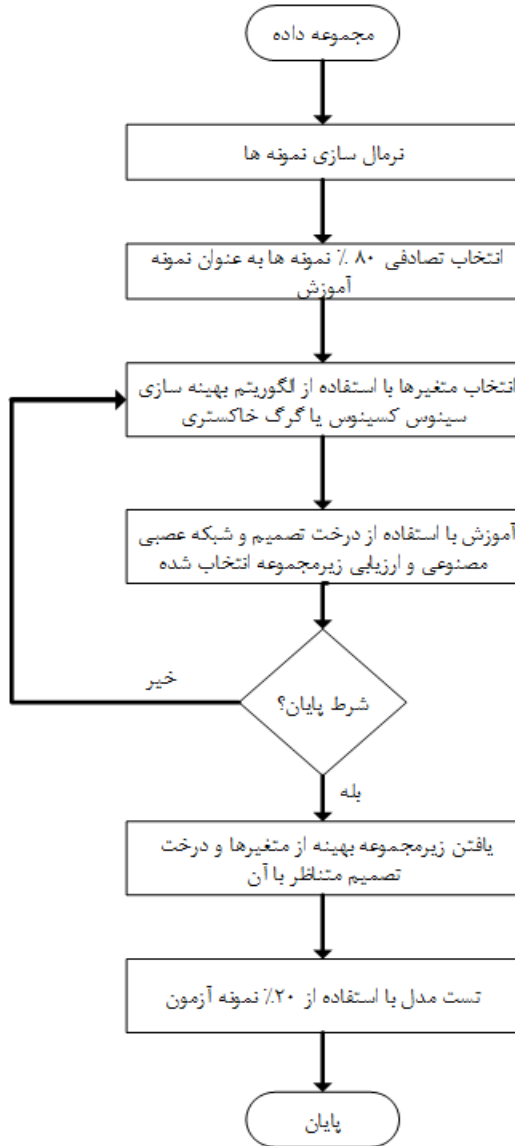 مجموعه داده
نرمال سازی نمونه ها
انتخاب تصادفی ۸۰ ٪ نمونه ها به عنوان نمونه
آموزش
انتخاب متغیرها با استفاده از الگوریتم بهینه سازی
سینوس کسینوس یا گرگ خاکستری
آموزش با استفاده از درخت تصمیم و شبکه عصبی
مصنوعی و ارزیابی زیرمجموعه انتخاب شده
شرط پایان؟
خیر
بله
یافتن زیرمجموعه بهینه از متغیرها و درخت
تصمیم متناظر با آن
تست مدل با استفاده از ۲۰٪ نمونه آزمون
پایان